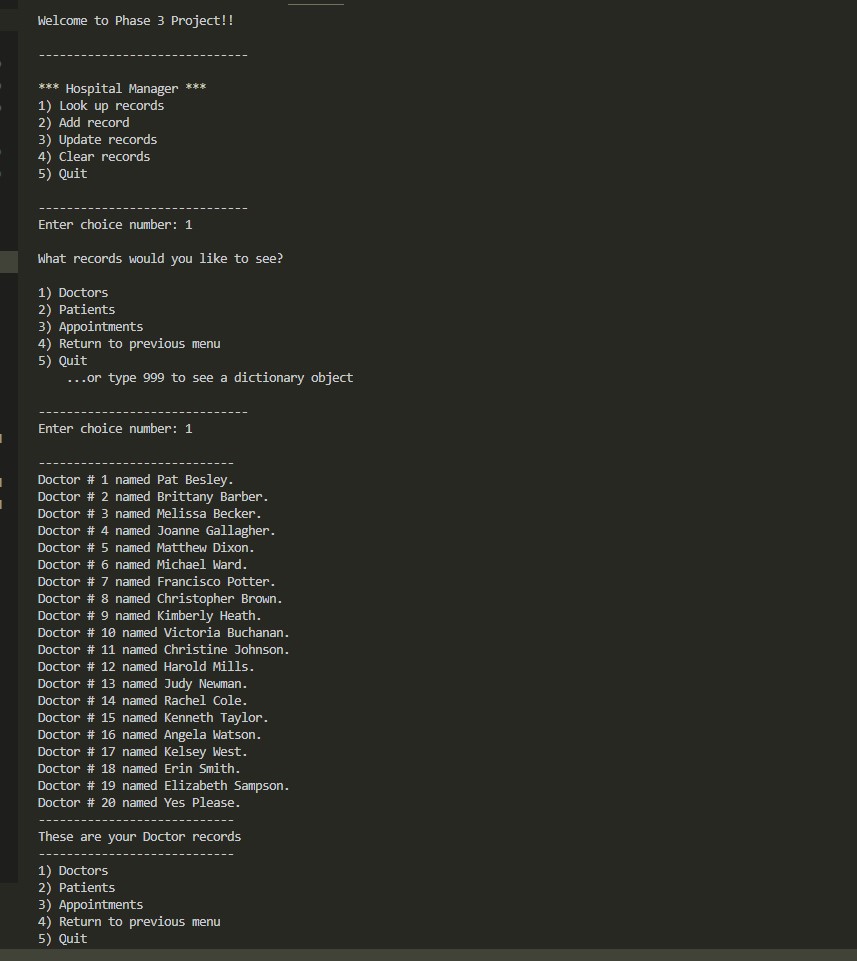 Welcome to Phase 3 Project!!
------------------------------
*** Hospital Manager ***
1) Look up records
2) Add record
3) Update records
4) Clear records
5) Quit
------------------------------
Enter choice number: 1
What records would you like to see?
1) Doctors
2) Patients
3) Appointments
4) Return to previous menu
5) Quit
...or type 999 to see a dictionary object
------------------------------
Enter choice number: 1
----------------------------
Doctor # 1 named Pat Besley.
Doctor # 2 named Brittany Barber.
Doctor # 3 named Melissa Becker.
Doctor # 4 named Joanne Gallagher.
Doctor # 5 named Matthew Dixon.
Doctor # 6 named Michael Ward.
Doctor # 7 named Francisco Potter.
Doctor # 8 named Christopher Brown.
Doctor # 9 named Kimberly Heath.
Doctor # 10 named Victoria Buchanan.
Doctor # 11 named Christine Johnson.
Doctor # 12 named Harold Mills.
Doctor # 13 named Judy Newman.
Doctor # 14 named Rachel Cole.
Doctor # 15 named Kenneth Taylor.
Doctor # 16 named Angela Watson.
Doctor # 17 named Kelsey West.
Doctor # 18 named Erin Smith.
Doctor # 19 named Elizabeth Sampson.
Doctor # 20 named Yes Please.
----------------------------
These are your Doctor records
----------------------------
1) Doctors
2) Patients
3) Appointments
4) Return to previous menu
5) Quit